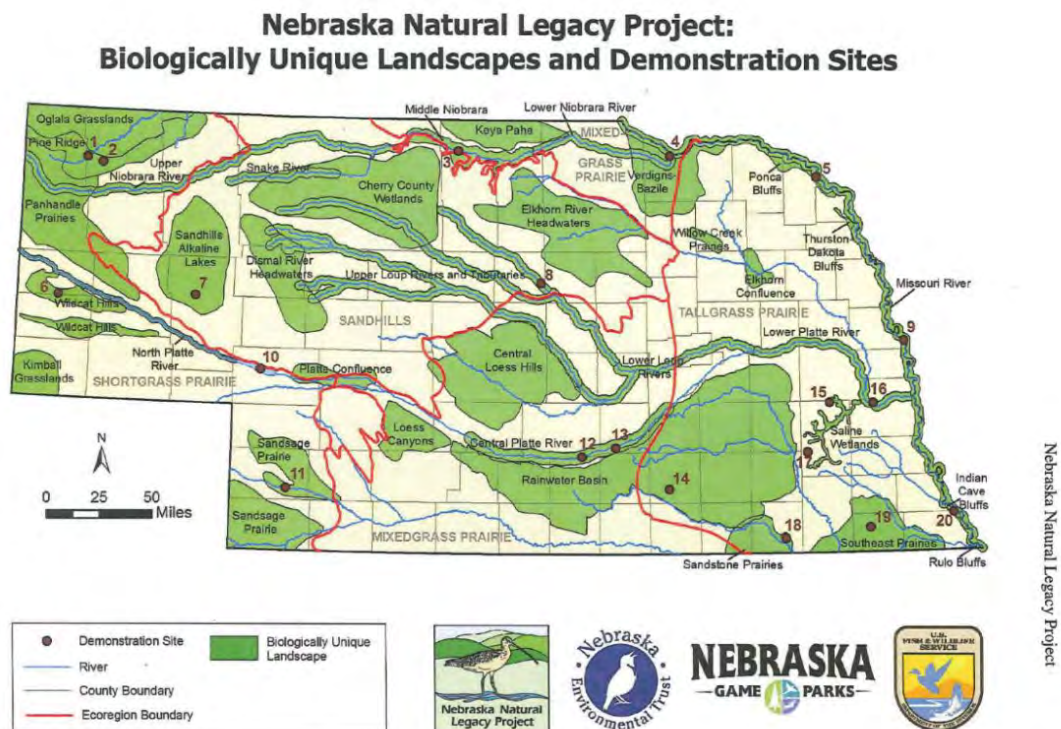 Nebraska Natural Legacy Project:
Biologically Unique Landscapes and Demonstration Sites
Oglala Grasslands
Pine Ridge
1
2
Upper
Niobrara River
Panhandle
Prairies
Snake River
Middle Niobrara
3
Keya Paha
Lower Niobrara River
MIXED-
GRASS
PRAIRIE
4
Verdigris-
Bazile
Ponca
Bluffs
5
Cherry County
Wetlands
Elkhorn River
Headwaters
Willow Creek
Prairies
Thurston-
Dakota
Bluffs
Sandhills
Alkaline
Lakes
7
Dismal River
Headwaters
Upper Loup Rivers and Tributaries
8
Elkhorn
Confluence
Missouri River
6
Wildcat Hills
Wildcat Hills
SANDHILLS
TALLGRASS PRAIRIE
Lower Platte River
9
North Platte
River
10
Platte Confluence
Central
Loess Hills
Lower Loup
Rivers
Kimball
Grasslands
SHORTGRASS PRAIRIE
15
16
Saline
Wetlands
Loess
Canyons
Central Platte River
12
13
1
N
Sandsage
Prairie
11
Rainwater Basin
14
Indian
Cave
Bluffs
20
0 25 50
Miles
Sandsage
Prairie
MIXEDGRASS PRAIRIE
18
19
Southeast Prairies
Sandstone Prairies
Rulo Bluffs
Demonstration Site
River
County Boundary
Ecoregion Boundary
Biologically Unique
Landscape
Nebraska Natural
Legacy Project
Nebraska
Environmental Trust
NEBRASKA
GAME PARKS
U.S.
FISH & WILDLIFE
SERVICE
DEPARTMENT OF THE INTERIOR
Nebraska Natural Legacy Project